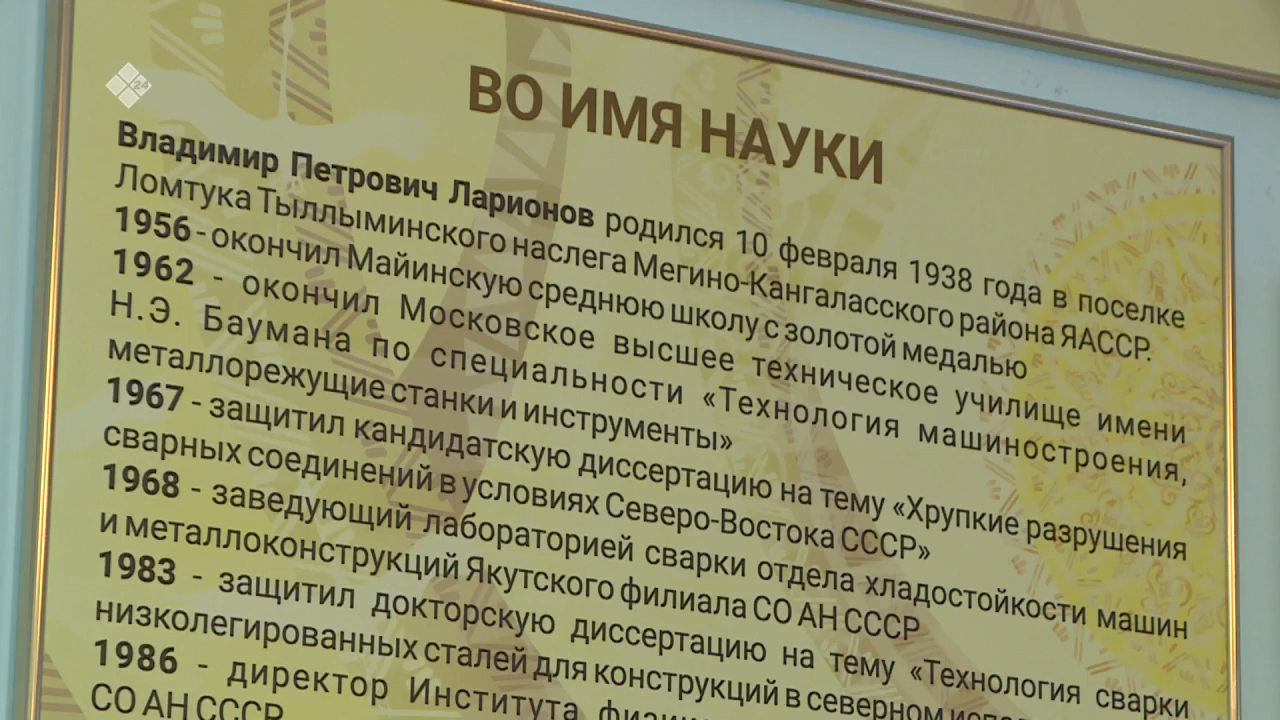 x24
ВО ИМЯ НАУКИ
Владимир Петрович Ларионов родился 10 февраля 1938 года в поселке
Ломтука Тыллыминского наслега Мегино-Кангаласского района ЯАССР.
1956 - окончил Майинскую среднюю школу с золотой медалью
1962 - окончил Московское высшее техническое училище имени
Н.Э. Баумана по специальности «Технология машиностроения,
металлорежущие станки и инструменты»
1967 - защитил кандидатскую диссертацию на тему «Хрупкие разрушения
сварных соединений в условиях Северо-Востока СССР»
1968 - заведующий лабораторией сварки отдела хладостойкости машин
и металлоконструкций Якутского филиала СО АН СССР
1983 - защитил докторскую диссертацию на тему «Технология сварки
низколегированных сталей для конструкций в северном
1986 - директор Института
СО АН СССР